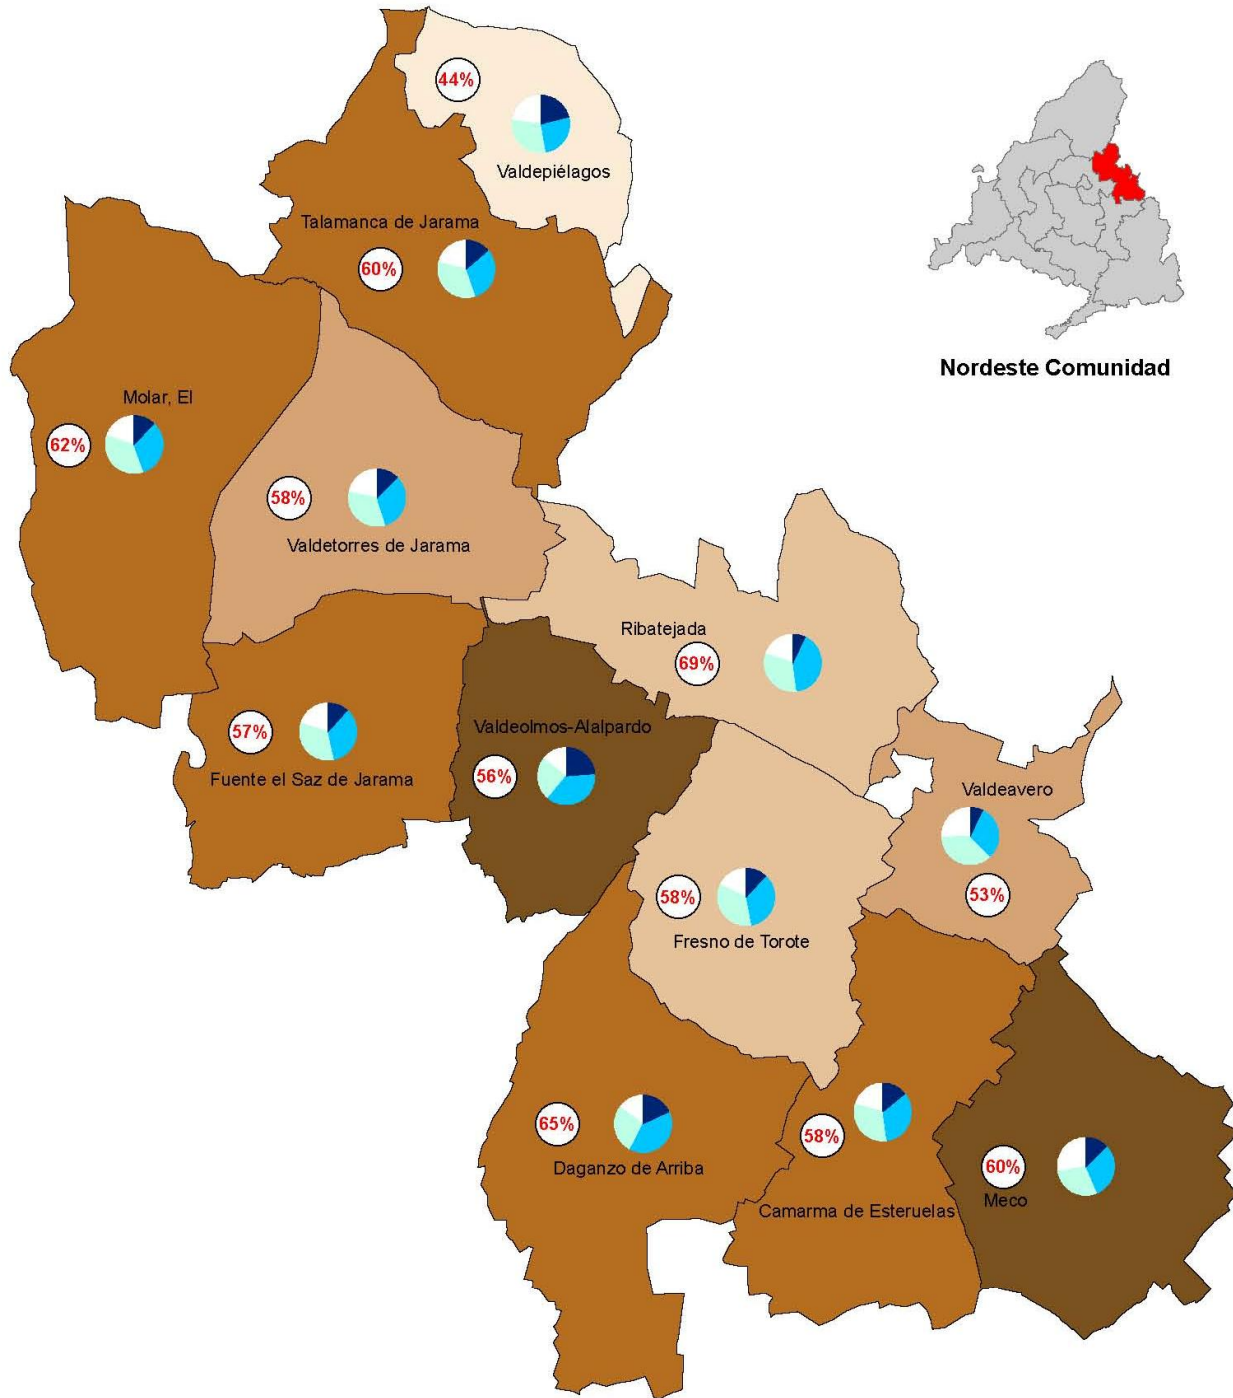 44%
Valdepiélagos
Talamanca de Jarama
60%
Nordeste Comunidad
Molar, El
62%
58%
Valdetorres de Jarama
Ribatejada
69%
57%
Fuente el Saz de Jarama
Valdeolmos-Alalpardo
56%
Valdeavero
53%
58%
Fresno de Torote
65%
Daganzo de Arriba
58%
Camarma de Esteruelas
60%
Meco